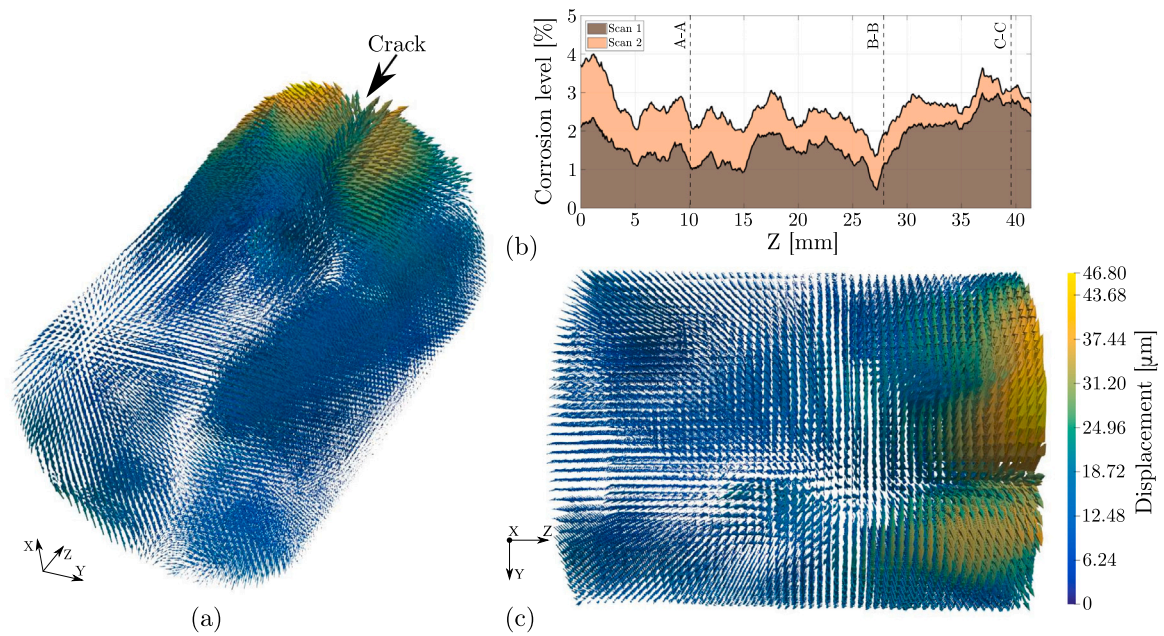 Crack
X
Z
Y
(a)
Corrosion level [%]
5
4
3
2
1
0
Scan 1
Scan 2
A-A
B-B
C-C
0
5
10
15
20
25
30
35
40
Z [mm]
(b)
X
Z
Y
(c)
46.80
43.68
37.44
31.20
24.96
18.72
12.48
6.24
0
Displacement [μm]